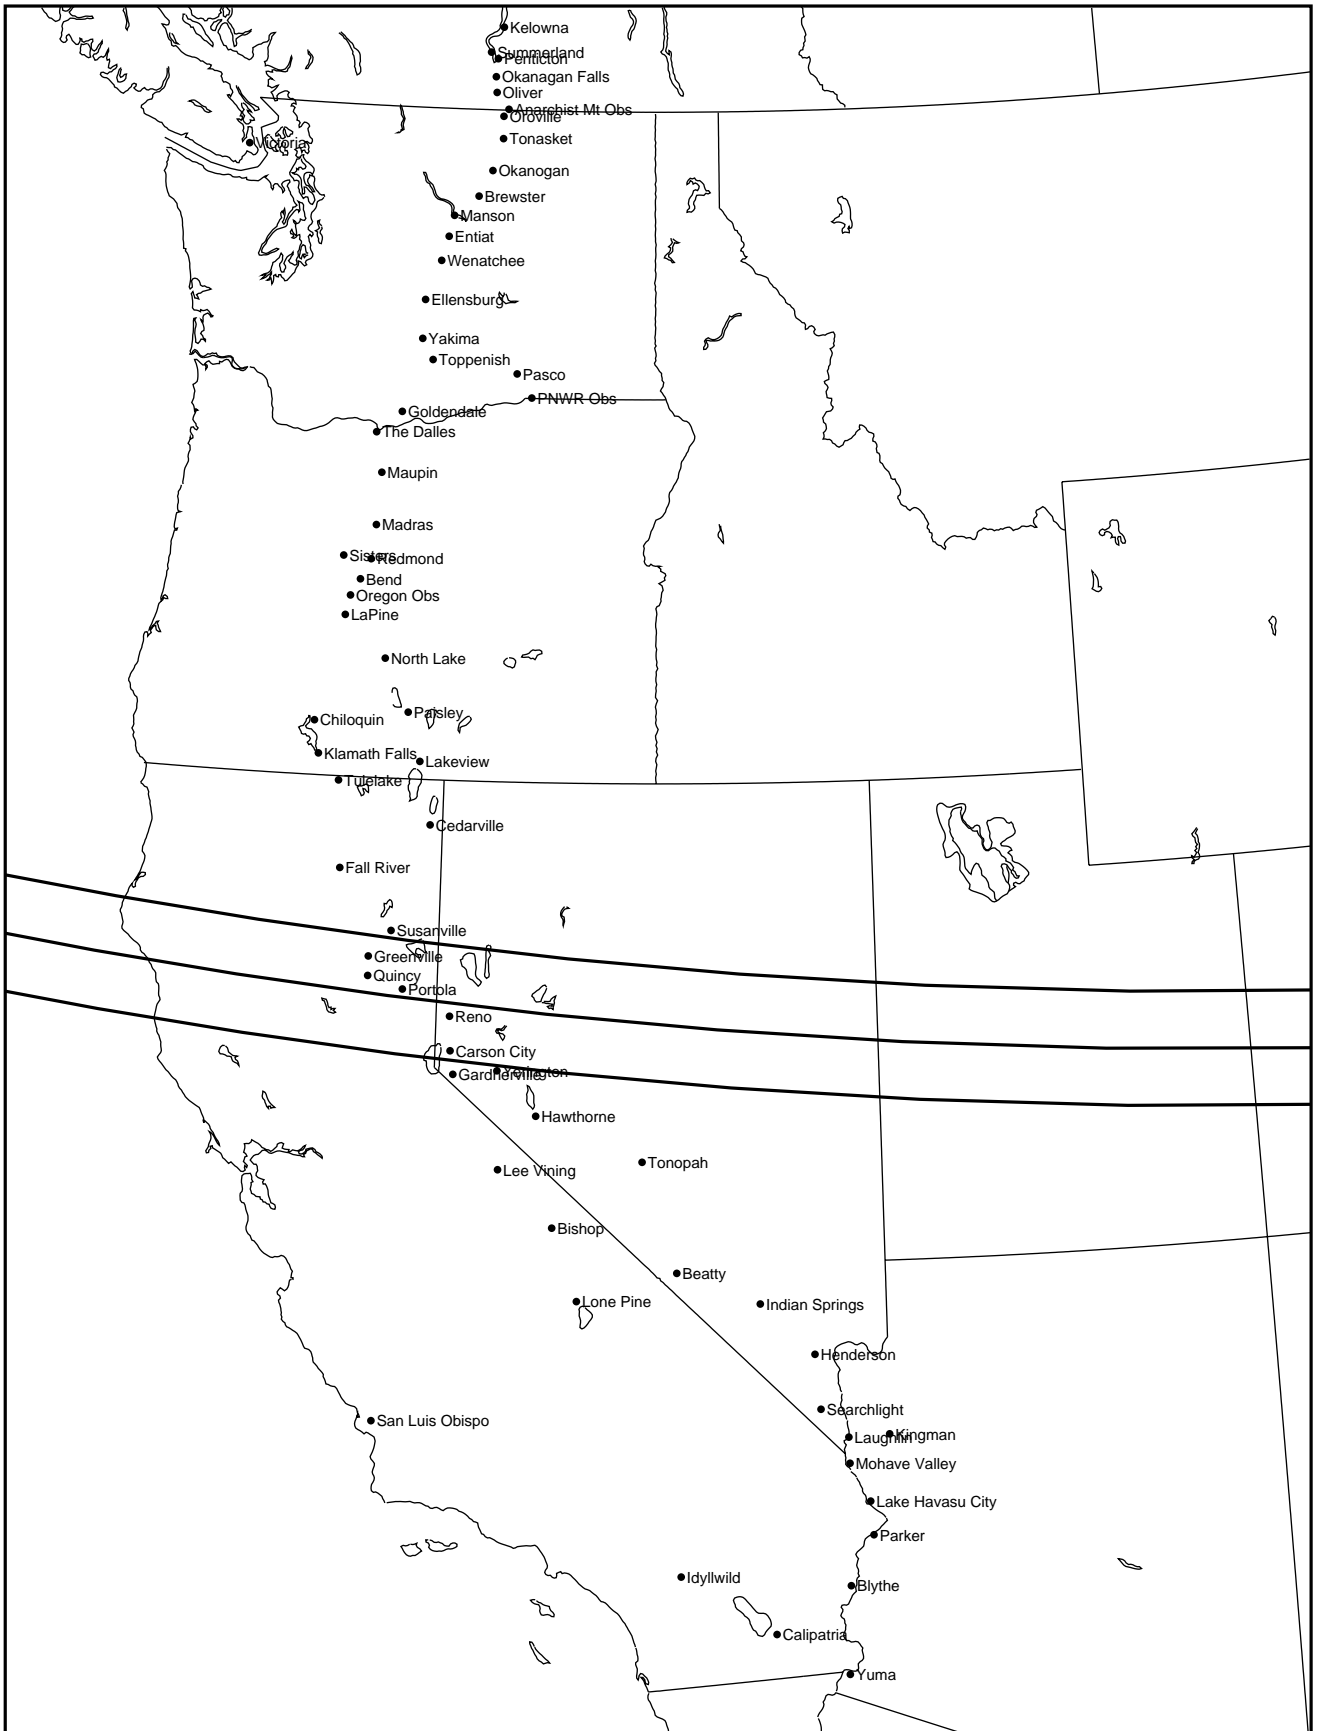 Kelowna
Summerland
Penticton
Okanagan Falls
Oliver
Anarchist Mt Obs
Oroville
Tonasket
Victoria
Okanogan
Brewster
Manson
Entiat
Wenatchee
Ellensburg
Yakima
Toppenish
Pasco
PNWR Obs
Goldendale
The Dalles
Maupin
Madras
Sisters
Redmond
Bend
Oregon Obs
LaPine
North Lake
Paisley
Chiloquin
Klamath Falls
Lakeview
Tulelake
Cedarville
Fall River
Susanville
Greenville
Quincy
Portola
Reno
Carson City
Yerington
Gardnerville
Hawthorne
Tonopah
Lee Vining
Bishop
Beatty
Lone Pine
Indian Springs
Henderson
Searchlight
San Luis Obispo
Kingman
Laughlin
Mohave Valley
Lake Havasu City
Parker
Idyllwild
Blythe
Calipatria
Yuma